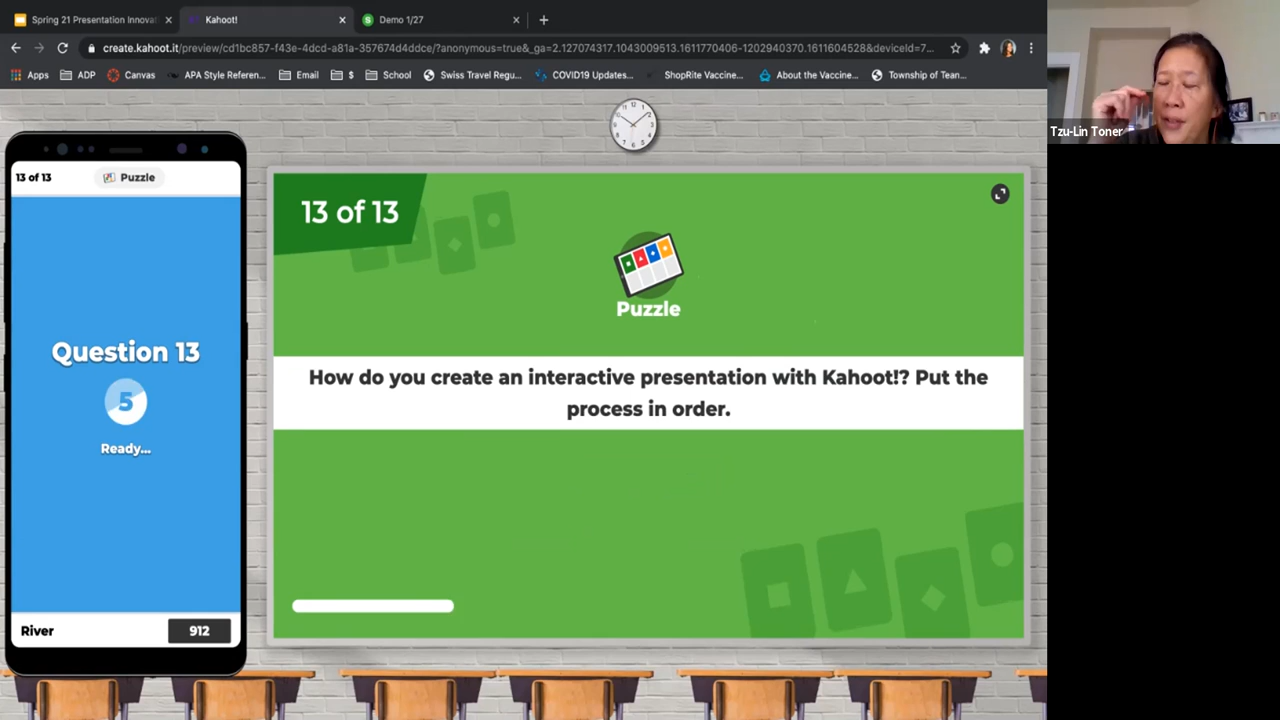 Spring 21 Presentation Innovat
Kahoot!
Demo 1/27
create.kahoot.it/preview/cd1bc857-f43e-4dcd-a81a-357674d4ddce/?anonymous=true&_ga=2.127074317.1043009513.1611770406-1202940370.1611604528&deviceId=7...
Apps
ADP
Canvas
APA Style Referen...
Email
$
School
Swiss Travel Regu...
COVID19 Updates...
ShopRite Vaccine...
About the Vaccine...
Township of Tean...
Tzu-Lin Toner
13 of 13
Puzzle
Question 13
5
Ready...
River
912
13 of 13
Puzzle
How do you create an interactive presentation with Kahoot!? Put the
process in order.